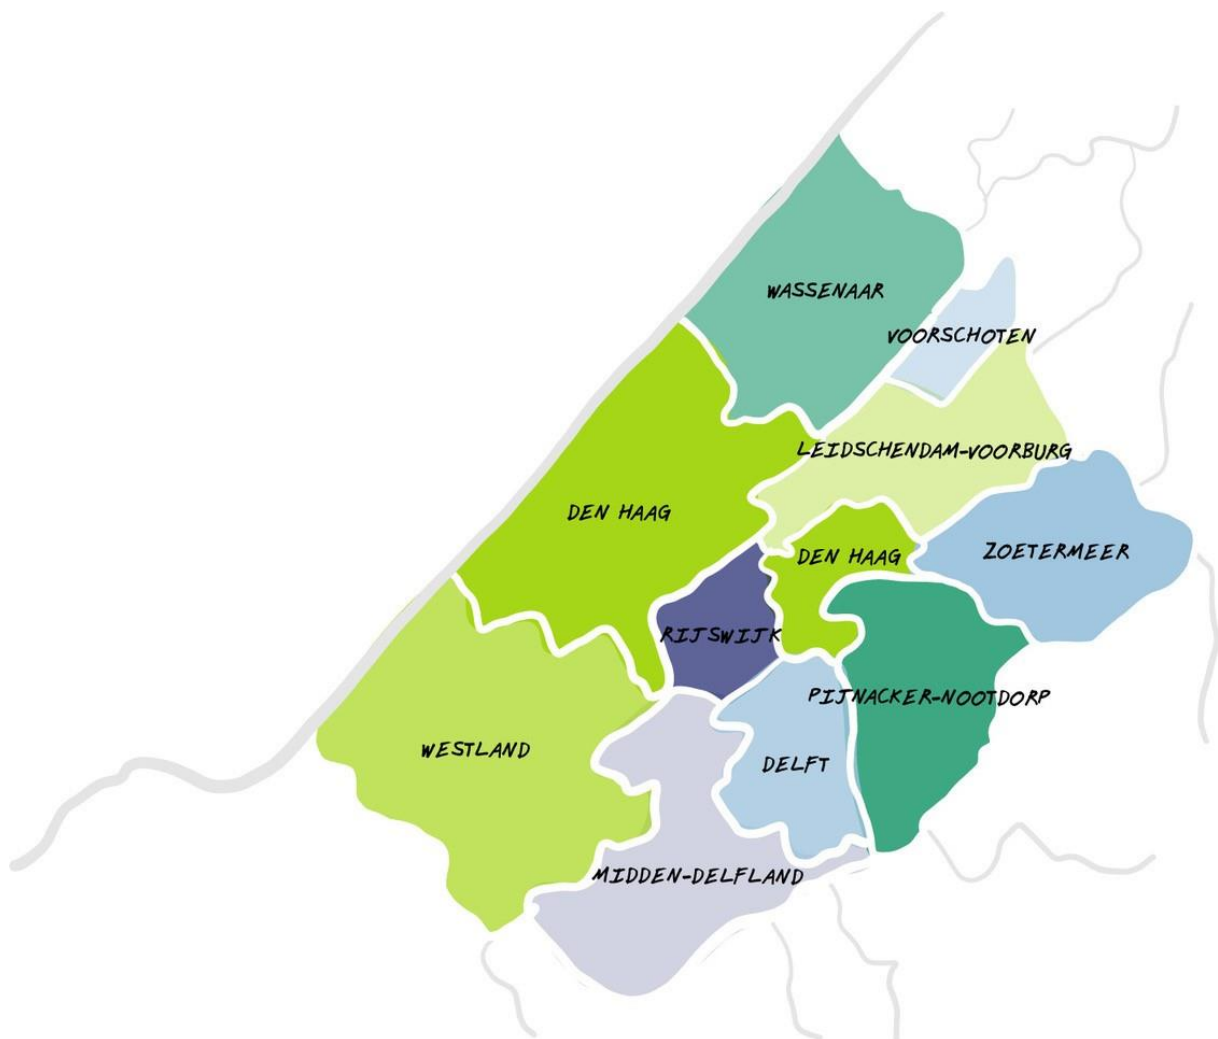 WASSENAAR
VOORSCHOTEN
LEIDSCHENDAM-VOORBURG
DEN HAAG
DEN HAAG
ZOETERMEER
RIJSWIJK
PIJNACKER-NOOTDORP
WESTLAND
DELFT
MIDDEN-DELFLAND